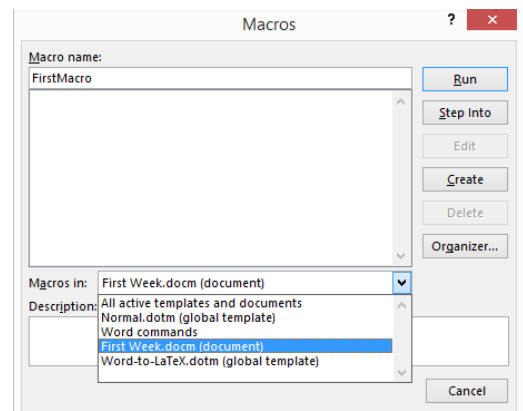 Macros
?
Macro name:
FirstMacro
Run
Step Into
Edit
Create
Delete
Organizer...
Macros in: First Week.docm (document)
Description:
All active templates and documents
Normal.dotm (global template)
Word commands
First Week.docm (document)
Word-to-LaTeX.dotm (global template)
Cancel